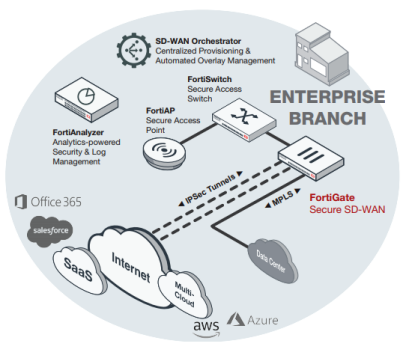 SD-WAN Orchestrator
Centralized Provisioning &
Automated Overlay Management
FortiSwitch
Secure Access
Switch
ENTERPRISE
BRANCH
FortiAnalyzer
Analytics-powered
Security & Log
Management
FortiAP
Secure Access
Point
IPSec Tunnels
MPLS
FortiGate
Secure SD-WAN
Office 365
salesforce
SaaS
Internet
Multi-
Cloud
Data Center
aws
Azure